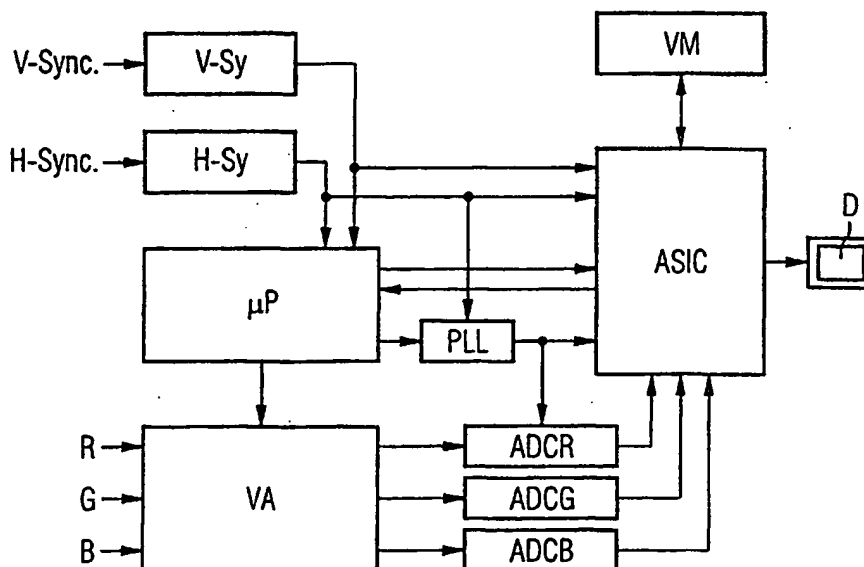 V-Sync.
V-Sy
VM
H-Sync.
H-Sy
D
ASIC
µP
PLL
R
ADCR
G
VA
ADCG
B
ADCB